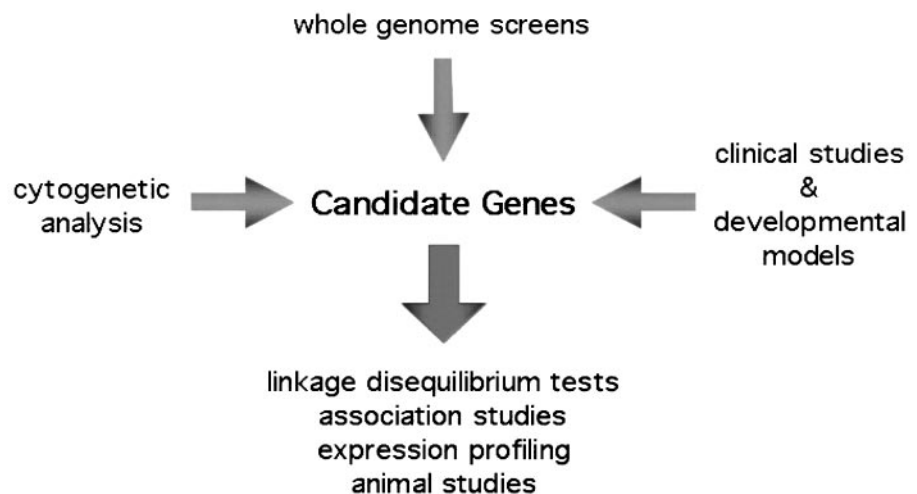 whole genome screens
cytogenetic
analysis
Candidate Genes
clinical studies
&
developmental
models
linkage disequilibrium tests
association studies
expression profiling
animal studies